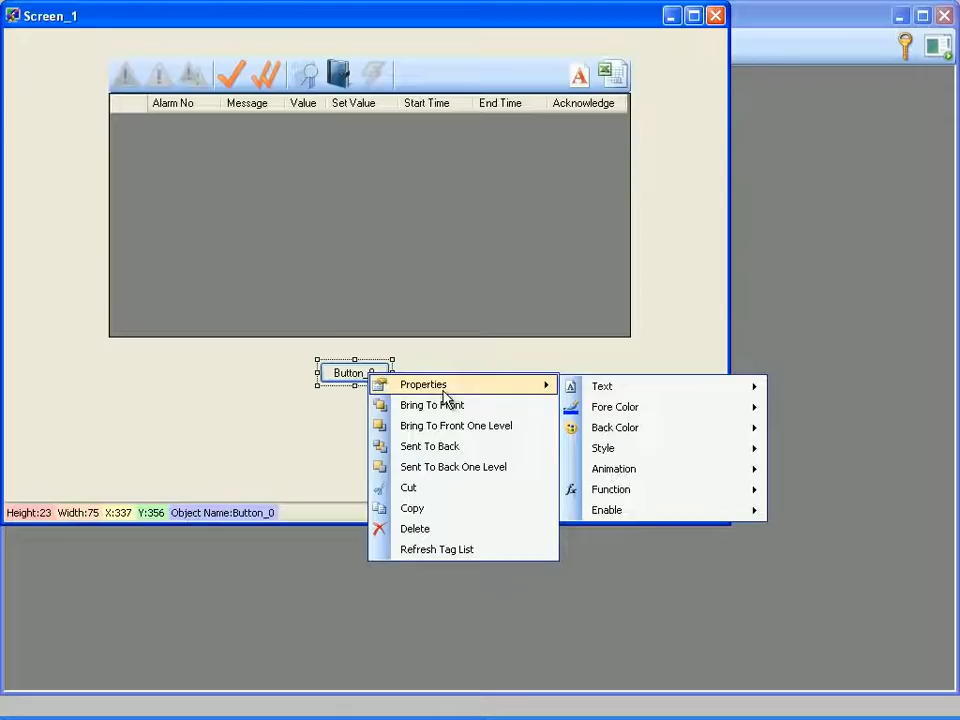 Screen_1
A
Alarm No Message Value Set Value Start Time End Time Acknowledge
Button_0
Properties
Bring To Front
Bring To Front One Level
Sent To Back
Sent To Back One Level
Cut
Copy
Delete
Refresh Tag List
A Text
Fore Color
Back Color
Style
Animation
fx Function
Enable
Height:23 Width:75 X:337 Y:356 Object Name:Button_0